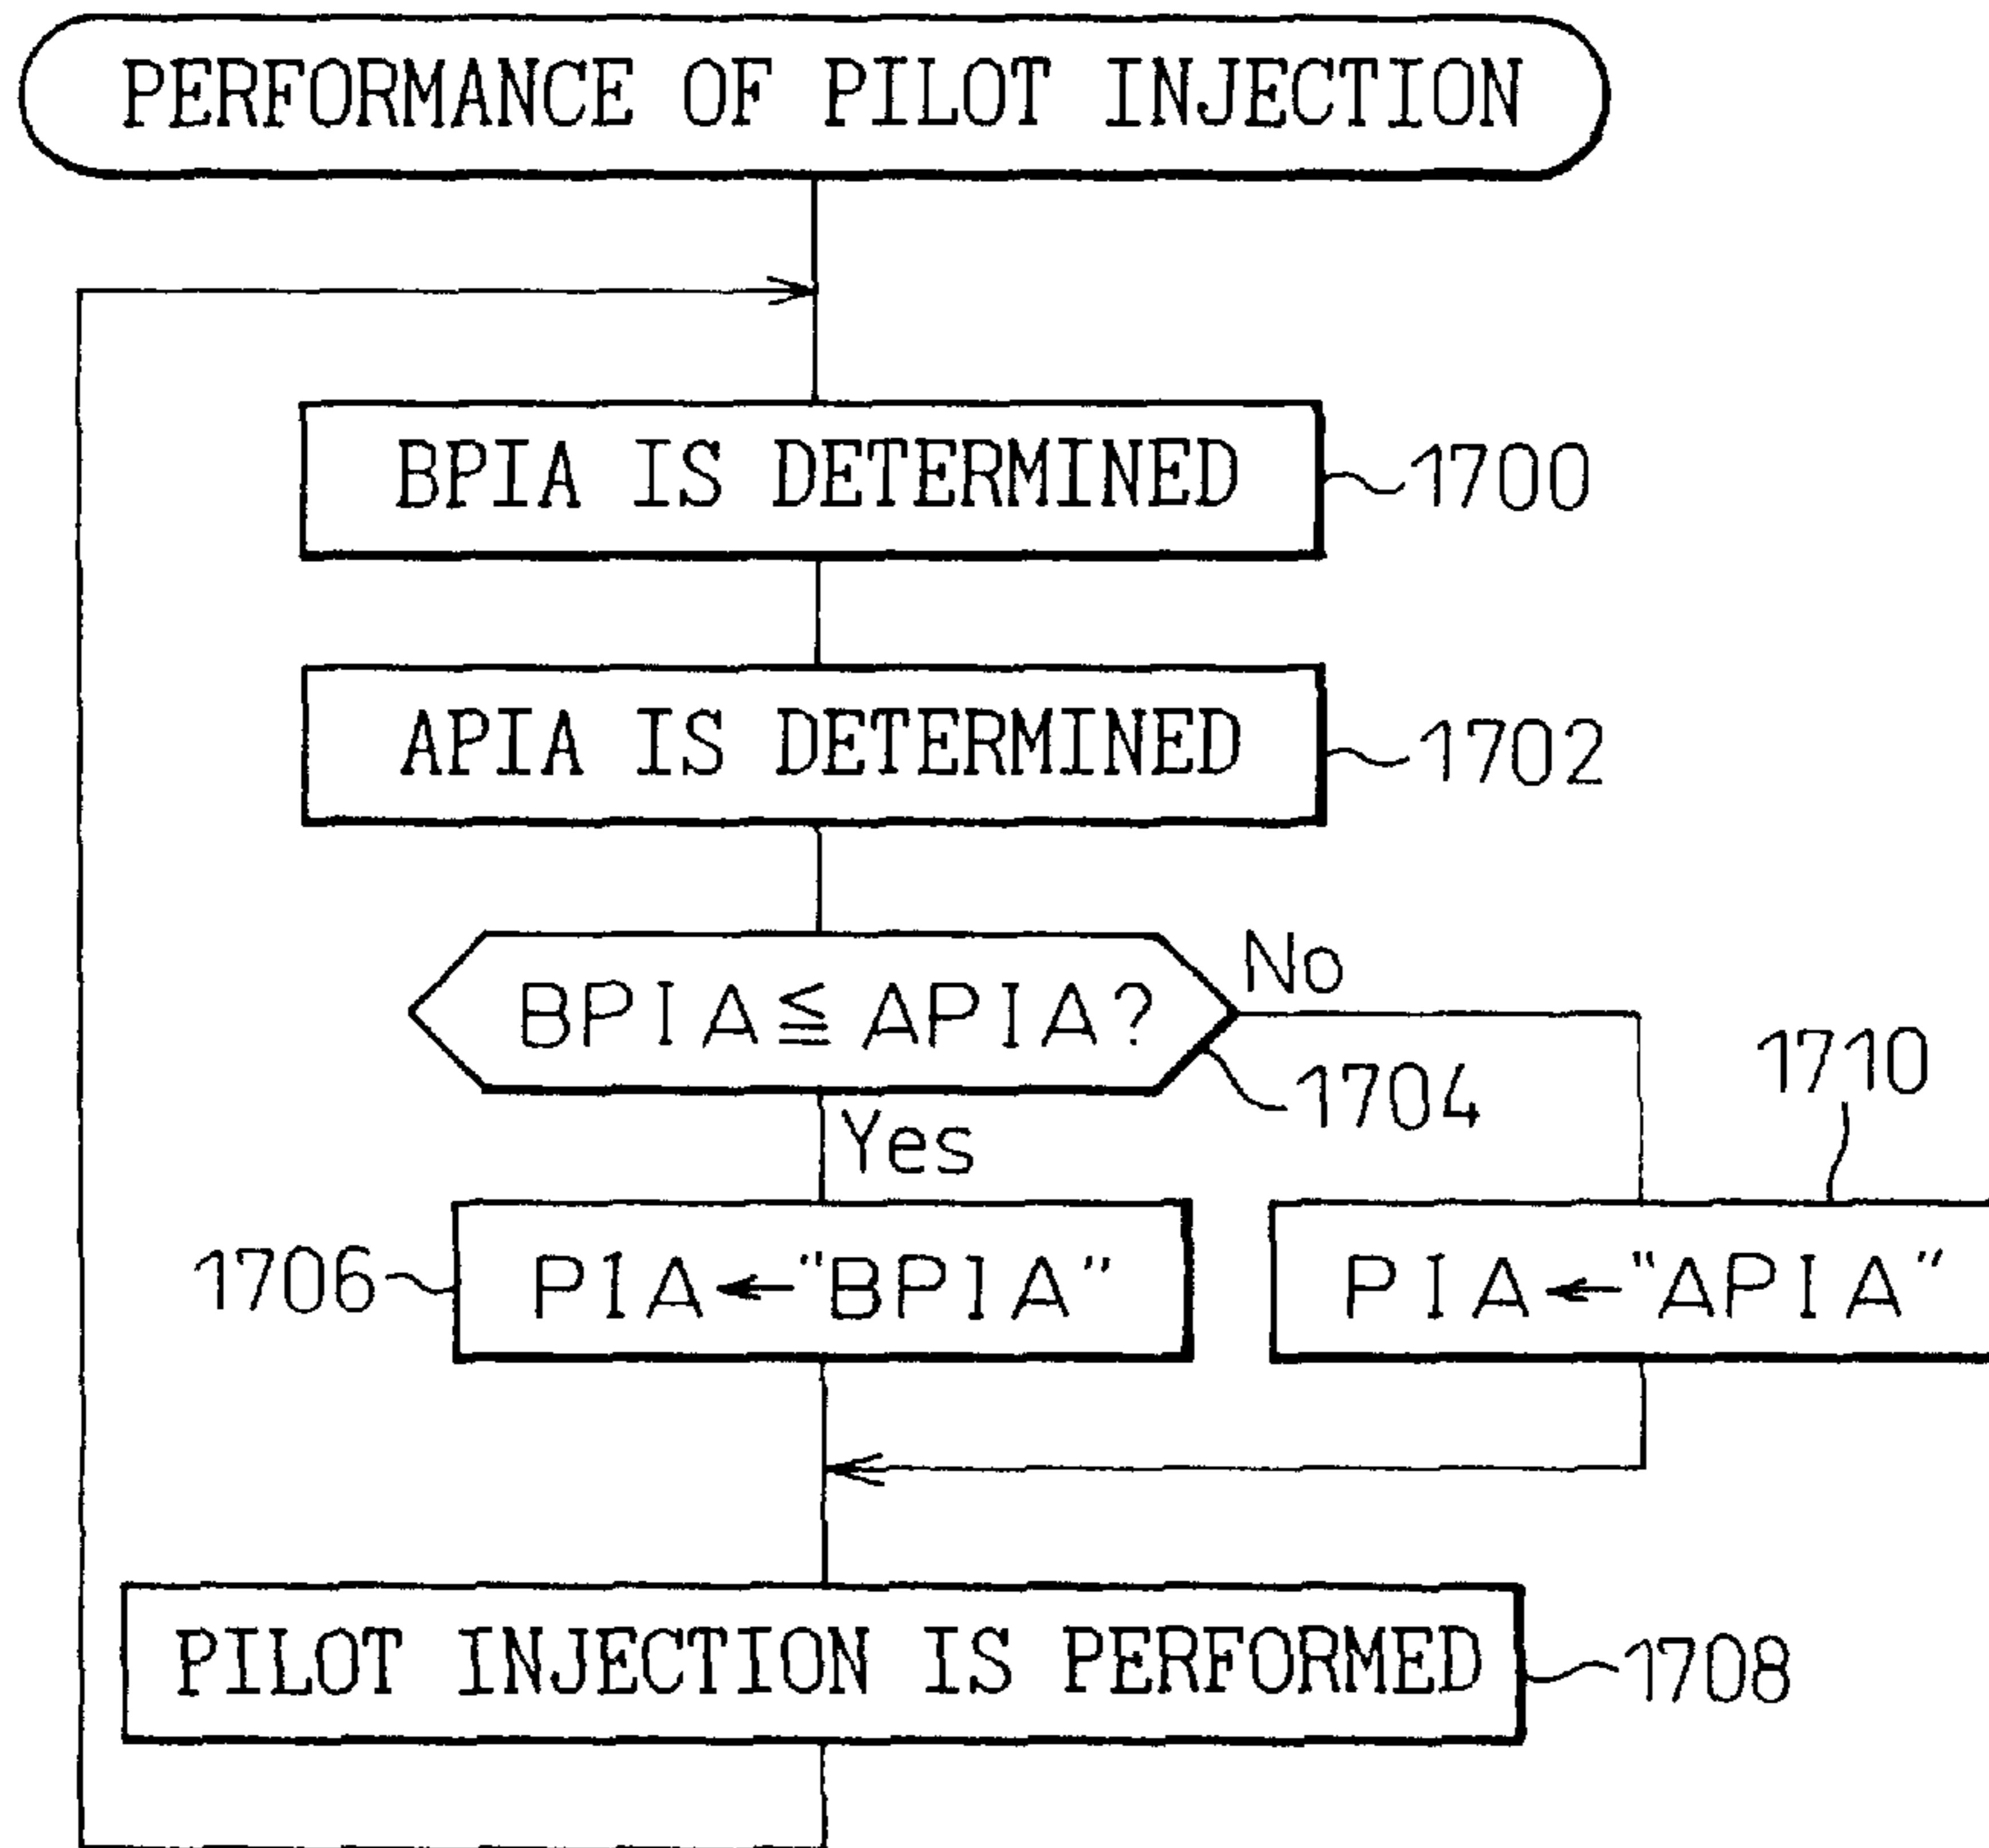 PERFORMANCE OF PILOT INJECTION
BPIA IS DETERMINED
1700
APIA IS DETERMINED
1702
BPIA≦APIA?
No
1704
Yes
1710
1706
PIA←"BPIA"
PIA←"APIA"
PILOT INJECTION IS PERFORMED
1708